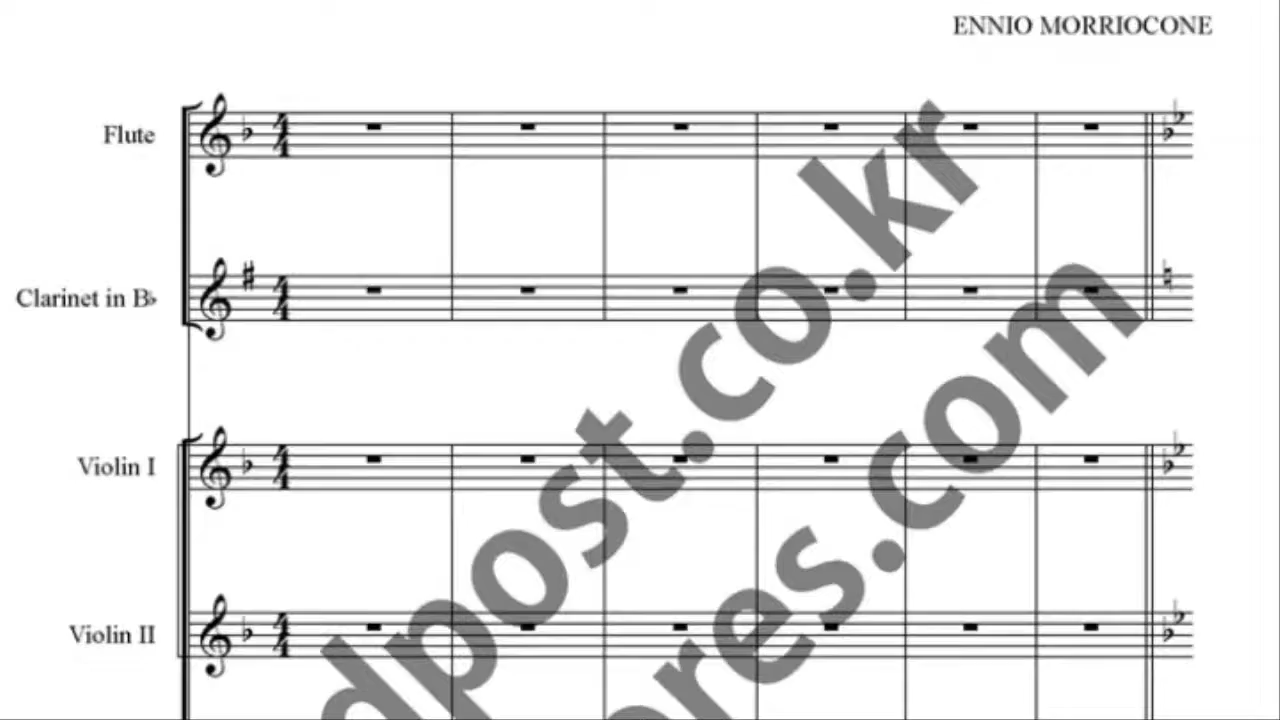 ENNIO MORRIOCONE
Flute
Clarinet in B♭
Violin I
Violin II
dpost.co.kr
res.com